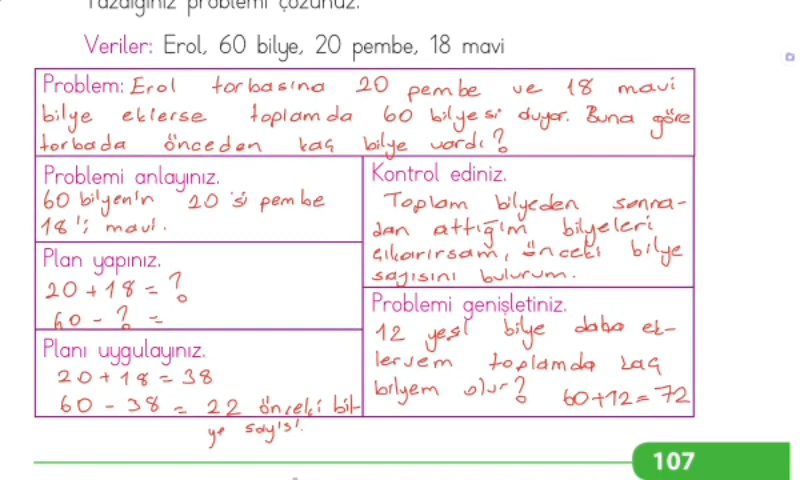 Yazdığınız problemi çözünüz.
Veriler: Erol, 60 bilye, 20 pembe, 18 mavi
Problem: Erol torbasına 20 pembe ve 18 mavi
bilye eklerse toplamda 60 bilyesi duyor. Buna göre
torbada önceden kaç bilye vardı?
Problemi anlayınız.
60 bilyenin 20'si pembe
18'i mavi.
Plan yapınız.
20 + 18 = ?
60 - ? =
Planı uygulayınız.
20 + 18 = 38
60 - 38 = 22 önceki bil-
ye sayısı.
Kontrol ediniz.
Toplam bilyeden sonra-
dan attığım bilyeleri
çıkarırsam, önceki bilye
sayısını bulurum.
Problemi genişletiniz.
12 yeşl bilye daha ek-
lersem toplamda kaç
bilyem olur? 60+12=72
107